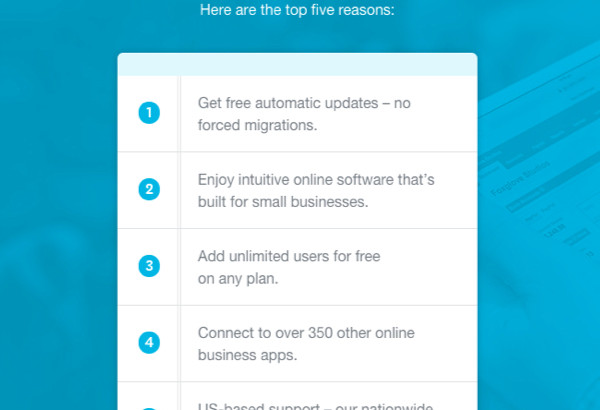 Here are the top five reasons:
1
Get free automatic updates – no
forced migrations.
2
Enjoy intuitive online software that's
built for small businesses.
3
Add unlimited users for free
on any plan.
4
Connect to over 350 other online
business apps.
US-based support – our nationwide